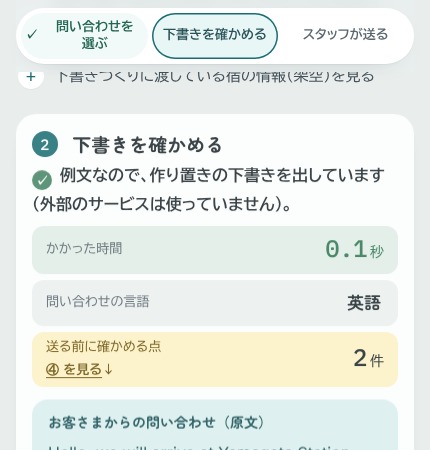 ✓ 問い合わせを
選ぶ
下書きを確かめる
スタッフが送る
+ 下書きづくりに渡している宿の情報(架空)を見る
2 下書きを確かめる
✓ 例文なので、作り置きの下書きを出しています
(外部のサービスは使っていません)。
かかった時間
0.1秒
問い合わせの言語
英語
送る前に確かめる点
④ を見る↓
2件
お客さまからの問い合わせ（原文）
Hello, we will arrive at Yamagata Station